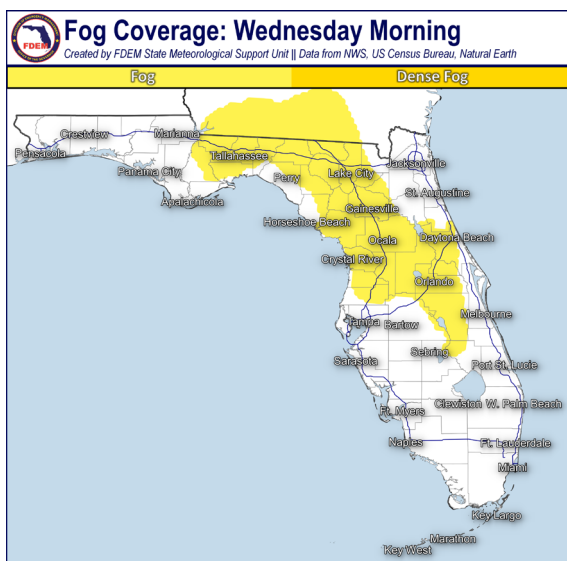 Fog Coverage: Wednesday Morning
Created by FDEM State Meteorological Support Unit || Data from NWS, US Census Bureau, Natural Earth
FDEM
Fog
Dense Fog
Crestview
Marianna
Pensacola
Tallahassee
Jacksonville
Panama City
Perry
Lake City
Apalachicola
St. Augustine
Gainesville
Horseshoe Beach
Ocala
Daytona Beach
Crystal River
Orlando
Melbourne
Tampa
Bartow
Sebring
Sarasota
Port St. Lucie
Clewiston
W. Palm Beach
Ft. Myers
Naples
Ft. Lauderdale
Miami
Key Largo
Marathon
Key West